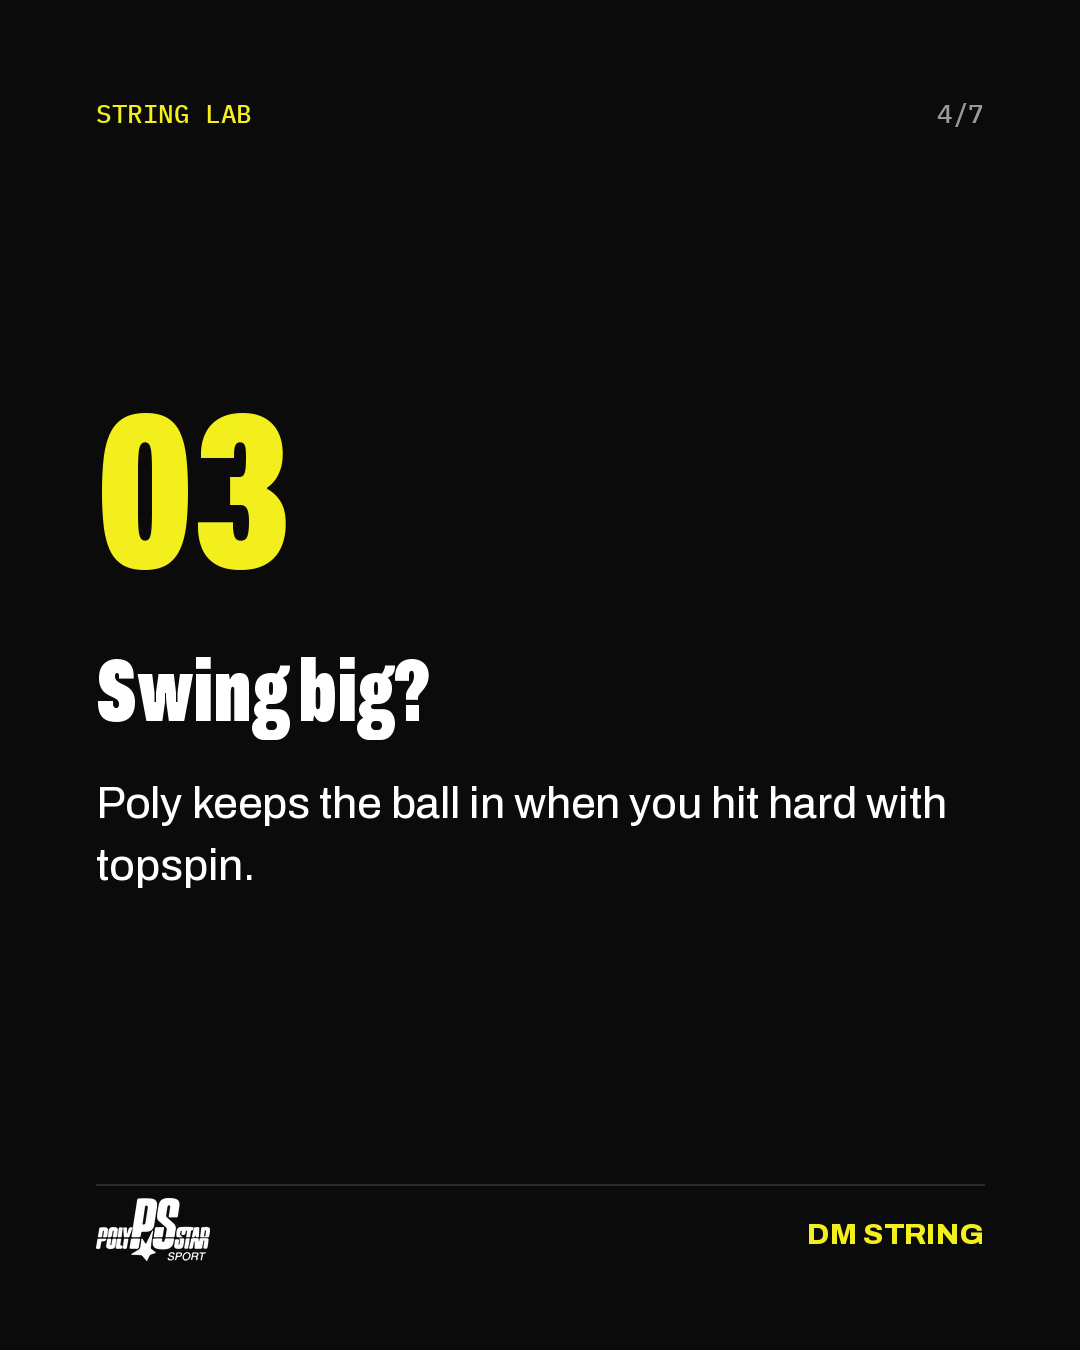 STRING LAB
4/7
03
Swing big?
Poly keeps the ball in when you hit hard with
topspin.
POLY PS STAR
SPORT
DM STRING